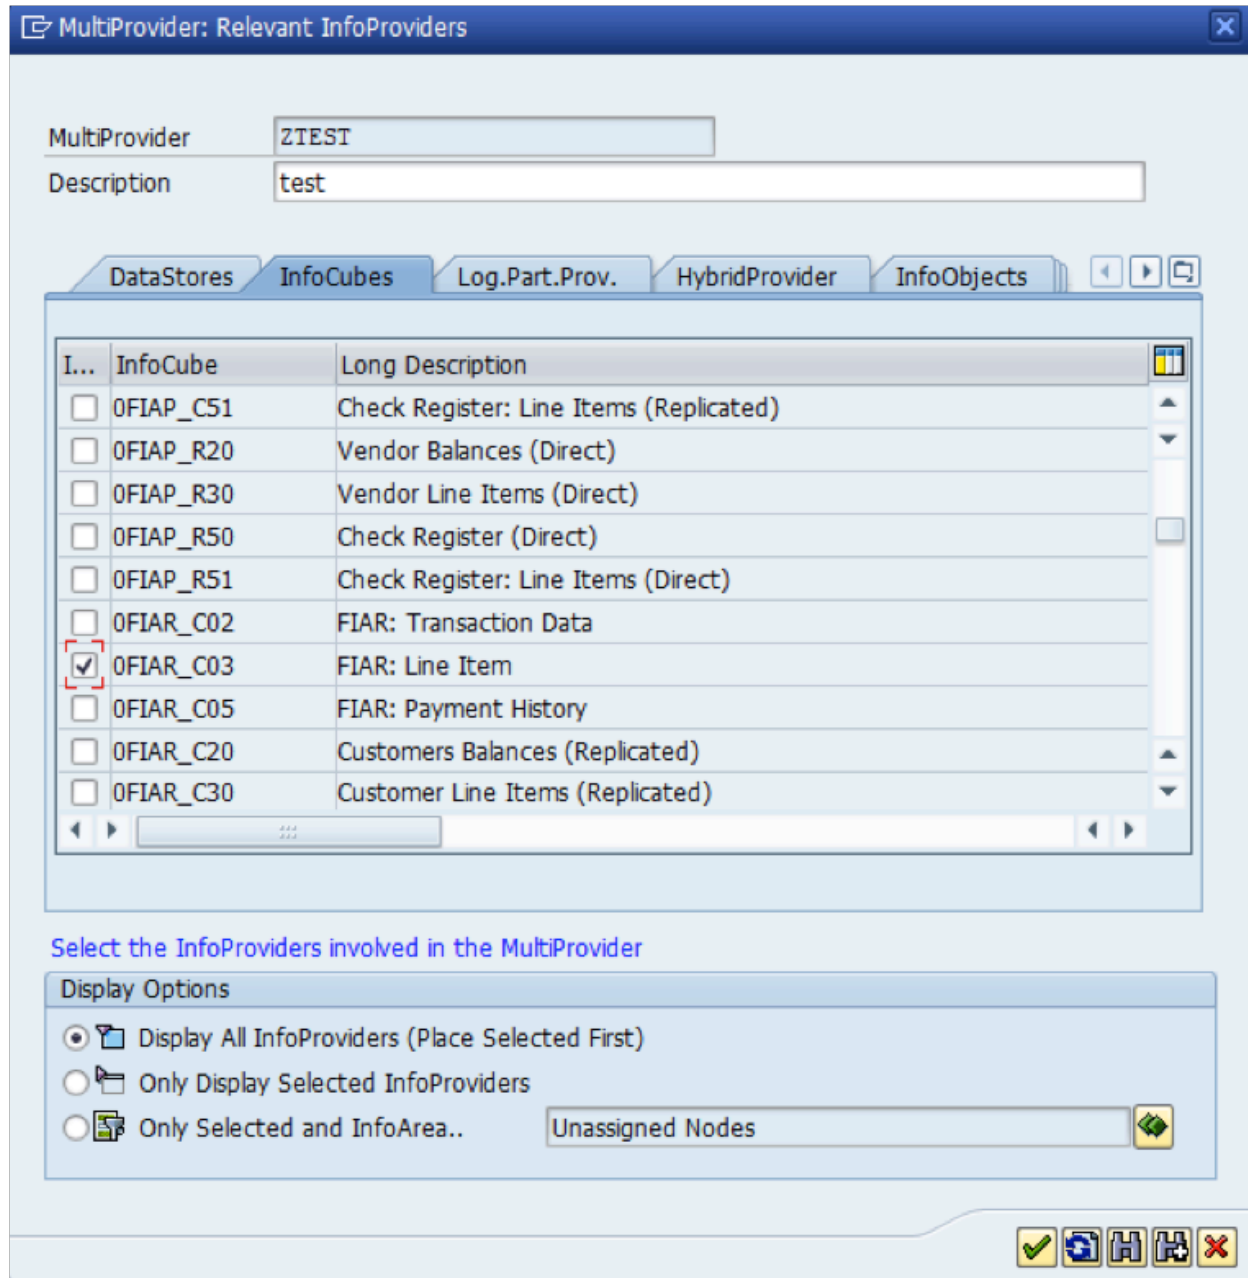 MultiProvider: Relevant InfoProviders
MultiProvider ZTEST
Description test
DataStores InfoCubes Log.Part.Prov. HybridProvider InfoObjects
I... InfoCube Long Description
0FIAP_C51 Check Register: Line Items (Replicated)
0FIAP_R20 Vendor Balances (Direct)
0FIAP_R30 Vendor Line Items (Direct)
0FIAP_R50 Check Register (Direct)
0FIAP_R51 Check Register: Line Items (Direct)
0FIAR_C02 FIAR: Transaction Data
0FIAR_C03 FIAR: Line Item
0FIAR_C05 FIAR: Payment History
0FIAR_C20 Customers Balances (Replicated)
0FIAR_C30 Customer Line Items (Replicated)
Select the InfoProviders involved in the MultiProvider
Display Options
Display All InfoProviders (Place Selected First)
Only Display Selected InfoProviders
Only Selected and InfoArea.. Unassigned Nodes